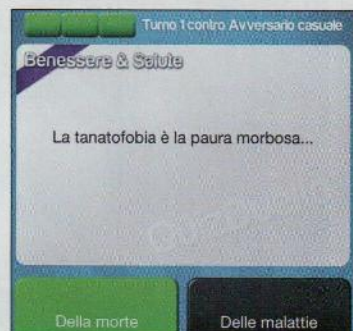 Turno 1 contro Avversario casuale
Benessere & Salute
La tanatofobia è la paura morbosa...
Della morte
Delle malattie